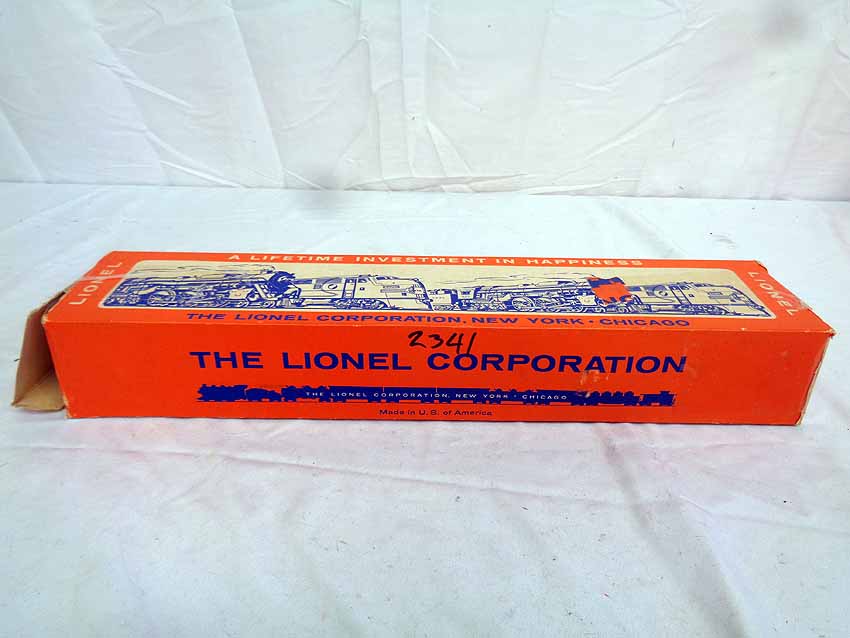 A LIFETIME INVESTMENT IN HAPPINESS
LIONEL
LIONEL
THE LIONEL CORPORATION, NEW YORK • CHICAGO
2341
THE LIONEL CORPORATION
THE LIONEL CORPORATION, NEW YORK • CHICAGO
Made in U.S. of America